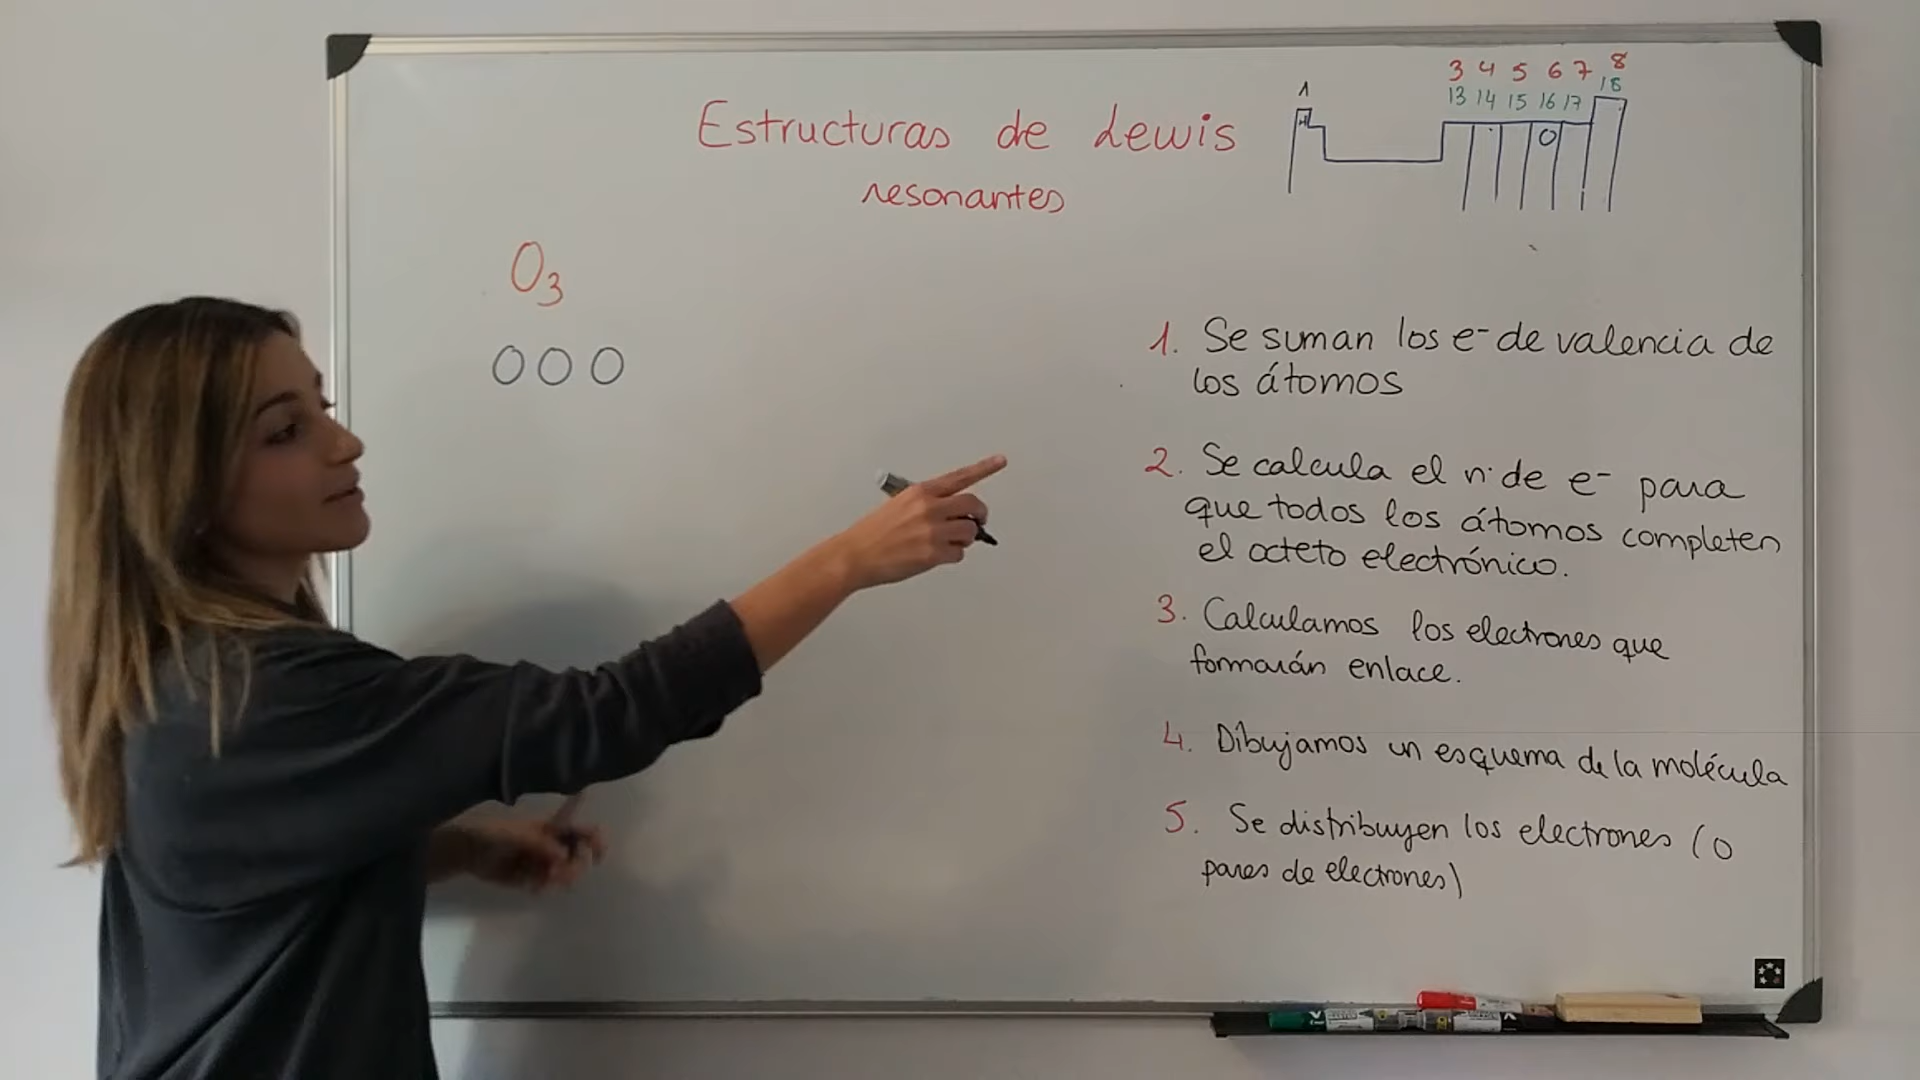 Estructuras de Lewis
resonantes
1
3 4 5 6 7 8
13 14 15 16 17 18
H
O
O3
O O O
1. Se suman los e- de valencia de
los átomos
2. Se calcula el nº de e- para
que todos los átomos completen
el octeto electrónico.
3. Calculamos los electrones que
formarán enlace.
4. Dibujamos un esquema de la molécula
5. Se distribuyen los electrones (o
pares de electrones)